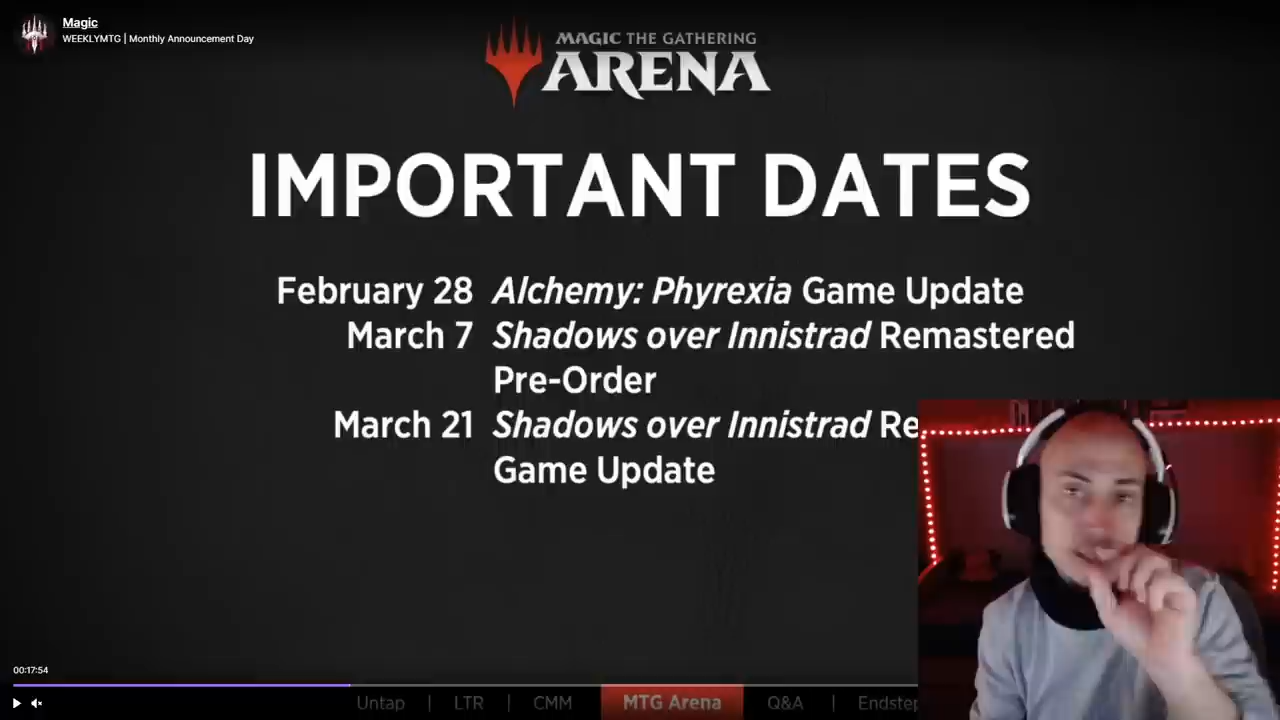 Magic
WEEKLYMTG | Monthly Announcement Day
MAGIC THE GATHERING
ARENA
IMPORTANT DATES
February 28 Alchemy: Phyrexia Game Update
March 7 Shadows over Innistrad Remastered
Pre-Order
March 21 Shadows over Innistrad Re
Game Update
00:17:54
Untap | LTR | CMM MTG Arena Q&A | Endstep